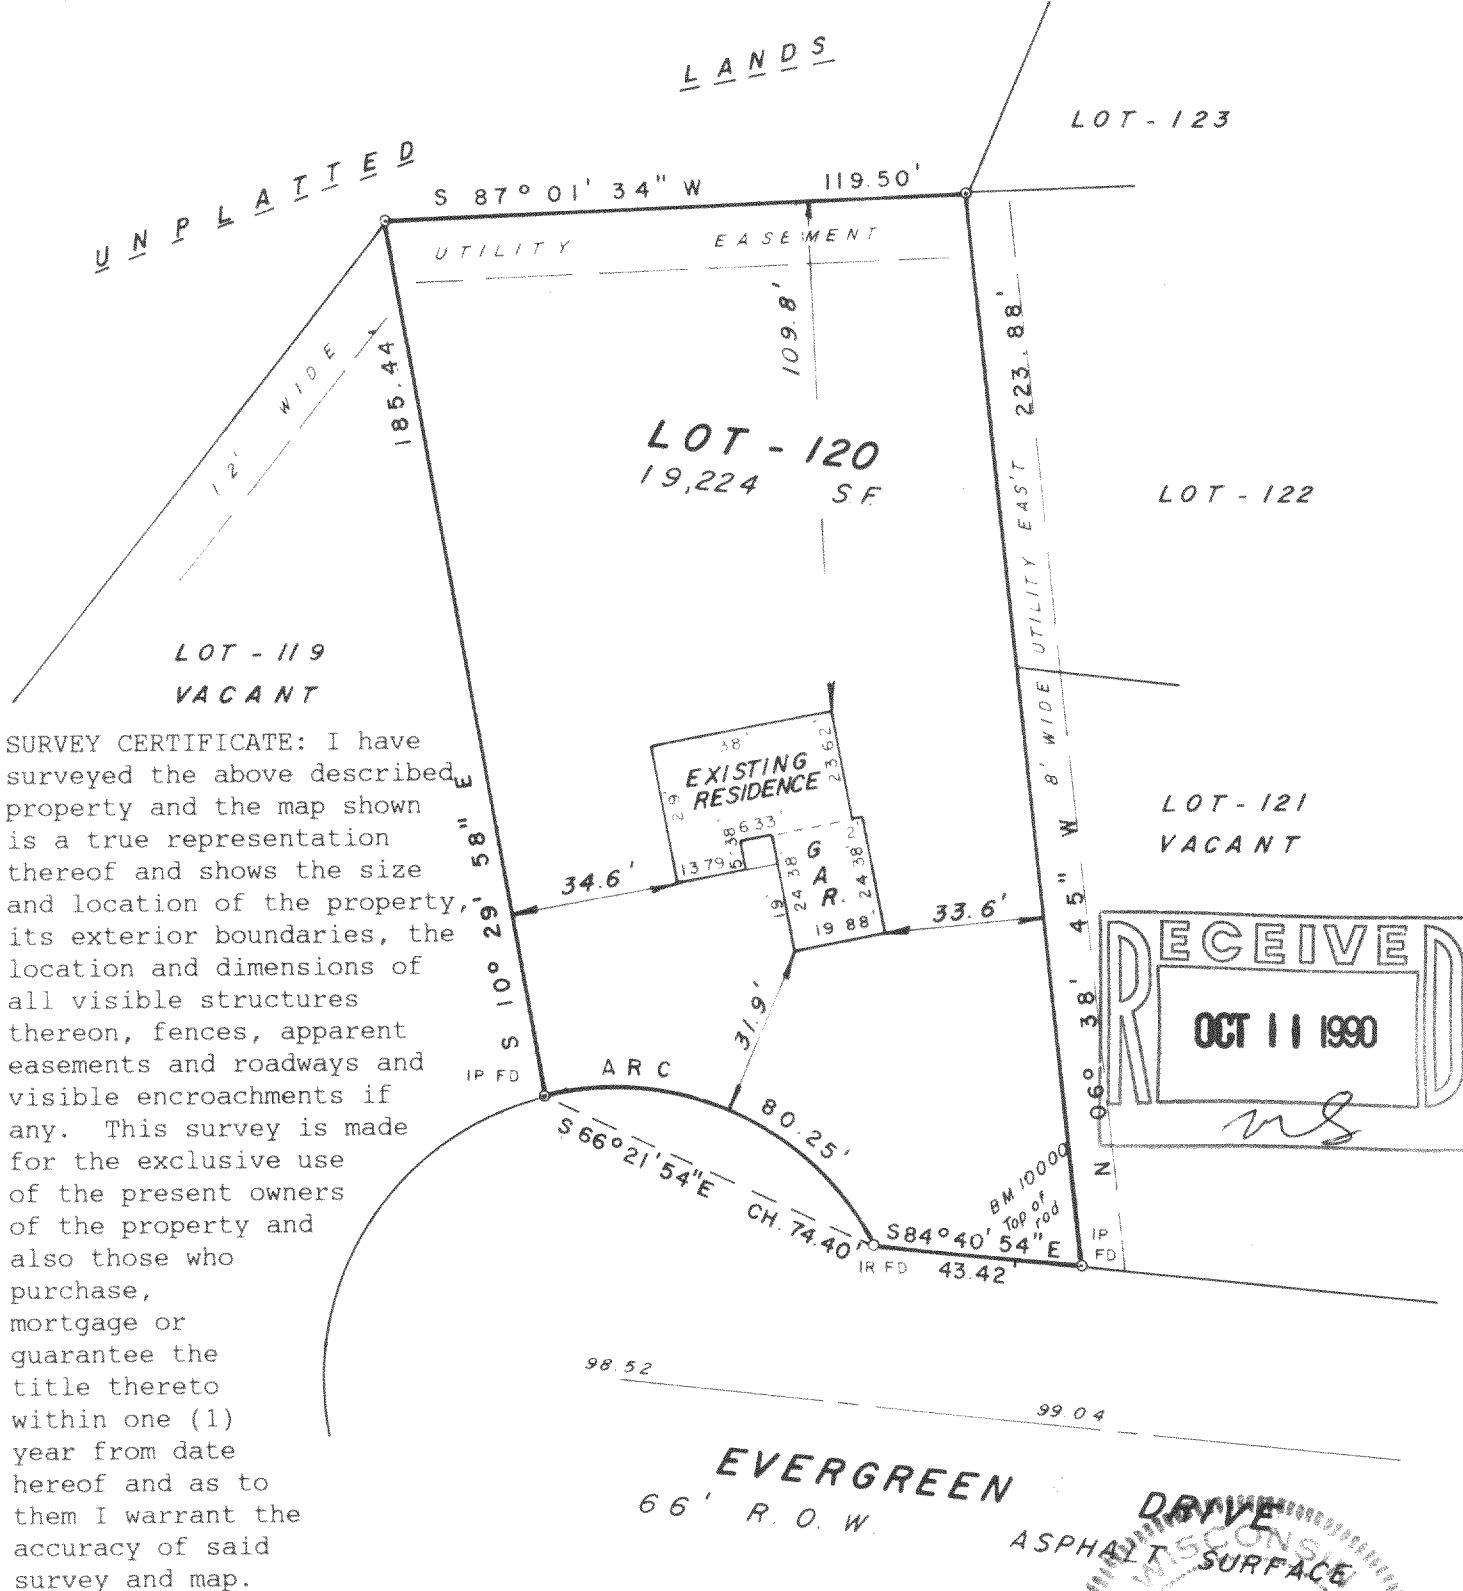 UNPLATTED LANDS
LOT - 123
S 87° 01' 34" W 119.50'
UTILITY EASEMENT
12' WIDE
185.44
109.8'
223.88'
LOT - 120
19,224 S.F.
8' WIDE UTILITY EAS'T
LOT - 122
LOT - 119
VACANT
38'
EXISTING
RESIDENCE
29'
23.62'
6.33'
5.38
13.79
2'
GAR.
24.38
24.38'
19'
19.88'
LOT - 121
VACANT
34.6'
33.6'
31.9'
S 10° 29' 58" E
N 06° 38' 45" W
SURVEY CERTIFICATE: I have
surveyed the above described
property and the map shown
is a true representation
thereof and shows the size
and location of the property,
its exterior boundaries, the
location and dimensions of
all visible structures
thereon, fences, apparent
easements and roadways and
visible encroachments if
any. This survey is made
for the exclusive use
of the present owners
of the property and
also those who
purchase,
mortgage or
guarantee the
title thereto
within one (1)
year from date
hereof and as to
them I warrant the
accuracy of said
survey and map.
RECEIVED
OCT 11 1990
IP FD
ARC 80.25'
S 66° 21' 54" E CH. 74.40'
BM 100.00
Top of
rod
S 84° 40' 54" E
43.42'
IR FD
IP
FD
98.52
99.04
EVERGREEN DRIVE
66' R.O.W.
ASPHALT SURFACE
WISCONSIN